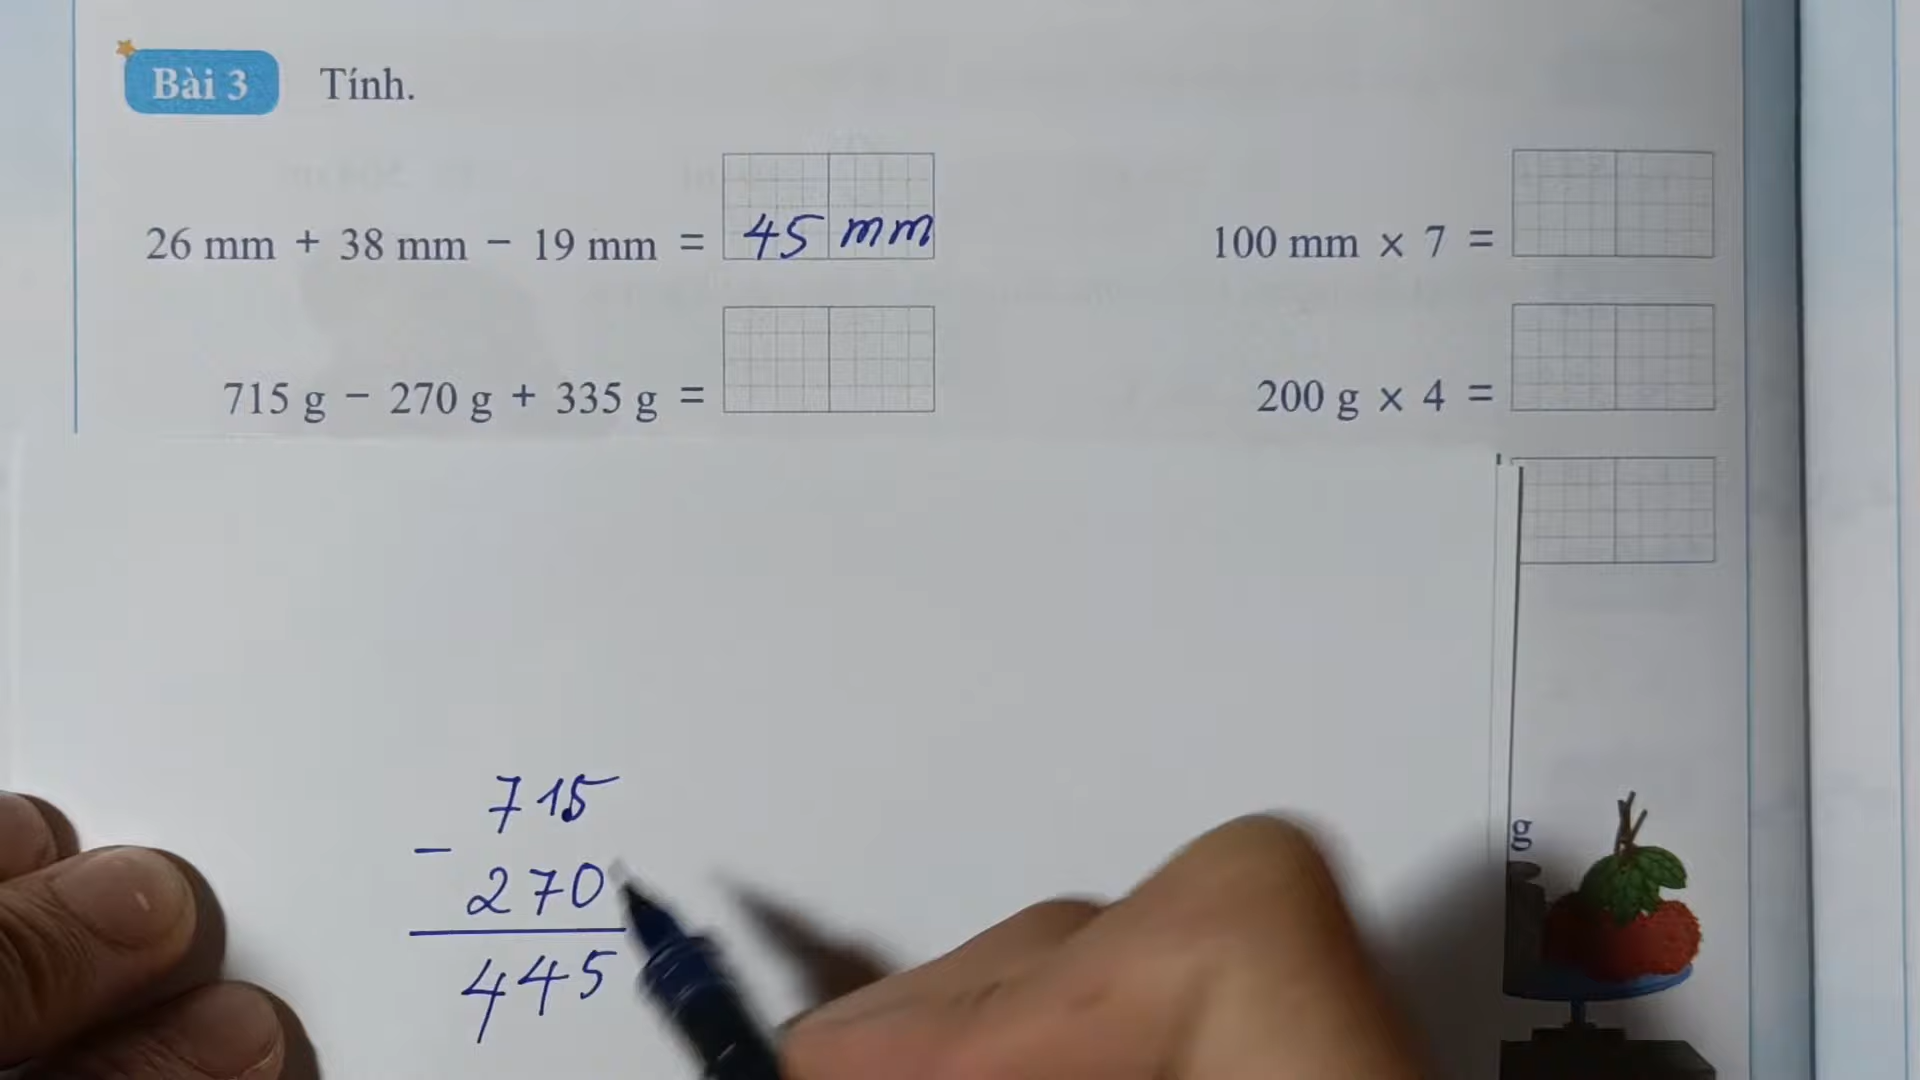 Bài 3 Tính.
26 mm + 38 mm − 19 mm = 45 mm
100 mm × 7 =
715 g − 270 g + 335 g =
200 g × 4 =
g
715
−
270
445